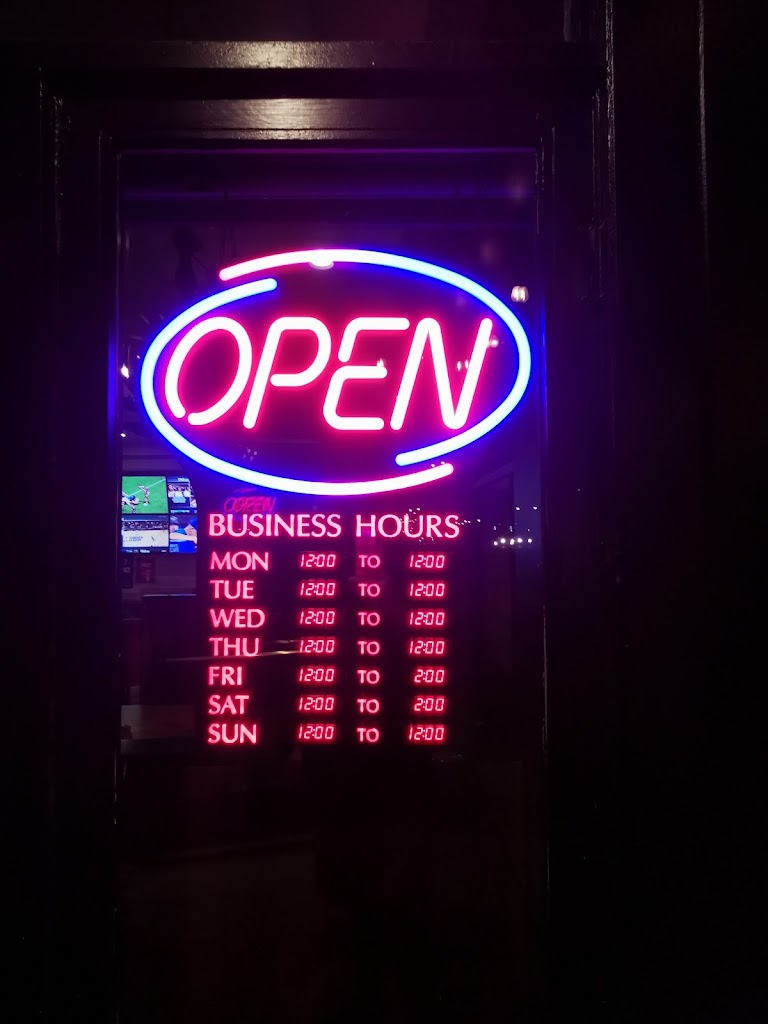 OPEN
OPEN
BUSINESS HOURS
MON 12:00 TO 12:00
TUE 12:00 TO 12:00
WED 12:00 TO 12:00
THU 12:00 TO 12:00
FRI 12:00 TO 2:00
SAT 12:00 TO 2:00
SUN 12:00 TO 12:00